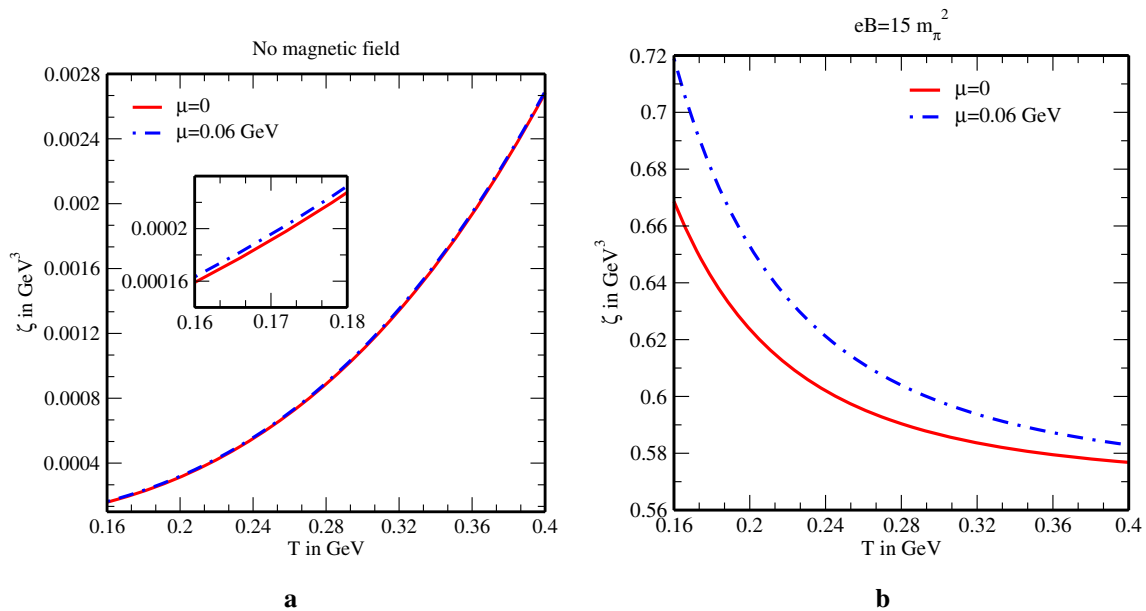 No magnetic field
0.0028
0.0024
0.002
0.0016
0.0012
0.0008
0.0004
ζ in GeV³
μ=0
μ=0.06 GeV
0.0002
0.00016
0.16 0.17 0.18
0.16 0.2 0.24 0.28 0.32 0.36 0.4
T in GeV
a
eB=15 m_π²
0.72
0.7
0.68
0.66
0.64
0.62
0.6
0.58
0.56
ζ in GeV³
μ=0
μ=0.06 GeV
0.16 0.2 0.24 0.28 0.32 0.36 0.4
T in GeV
b